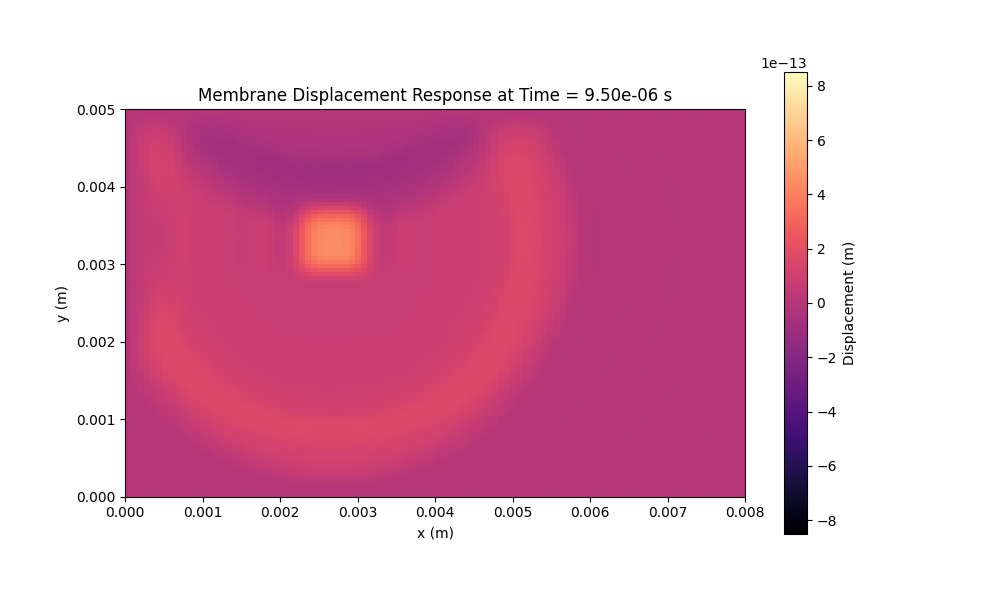 1e−13
Membrane Displacement Response at Time = 9.50e-06 s
0.005
0.004
0.003
0.002
0.001
0.000
y (m)
0.000 0.001 0.002 0.003 0.004 0.005 0.006 0.007 0.008
x (m)
8
6
4
2
0
−2
−4
−6
−8
Displacement (m)